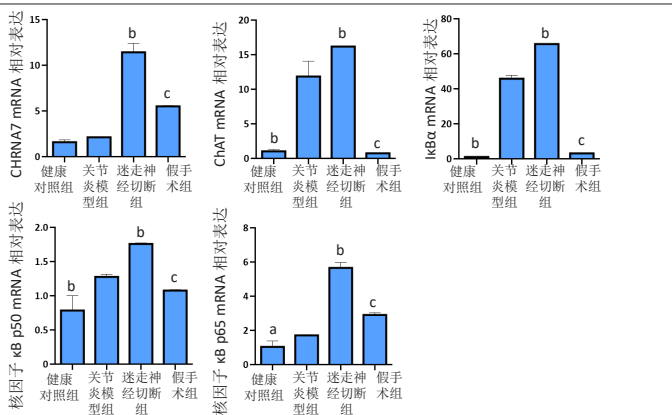 CHRNA7 mRNA 相对表达
15
10
5
0
b
c
健康
对照组
关节
炎模
型组
迷走神
经切断
组
假手
术组
ChAT mRNA 相对表达
20
15
10
5
0
b
b
c
健康
对照组
关节
炎模
型组
迷走神
经切断
组
假手
术组
IκBα mRNA 相对表达
80
60
40
20
0
b
b
c
健康
对照组
关节
炎模
型组
迷走神
经切断
组
假手
术组
核因子 κB p50 mRNA 相对表达
2.0
1.5
1.0
0.5
0
b
b
c
健康
对照组
关节
炎模
型组
迷走神
经切断
组
假手
术组
核因子 κB p65 mRNA 相对表达
8
6
4
2
0
a
b
c
健康
对照组
关节
炎模
型组
迷走神
经切断
组
假手
术组